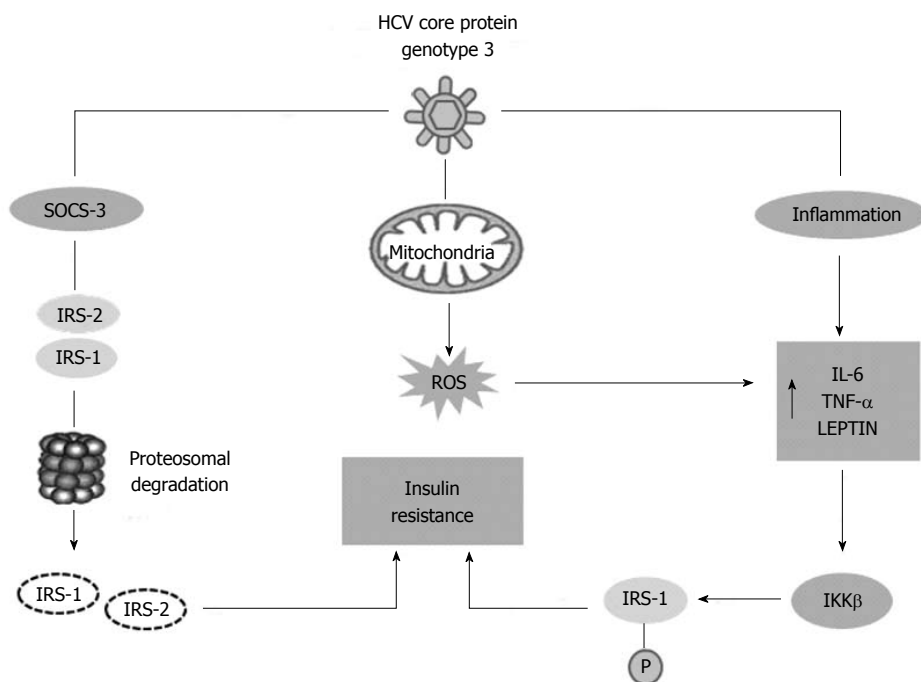 HCV core protein
genotype 3
SOCS-3
Mitochondria
Inflammation
IRS-2
IRS-1
ROS
IL-6
TNF-α
LEPTIN
Proteosomal
degradation
Insulin
resistance
IRS-1
IRS-2
IRS-1
IKKβ
P